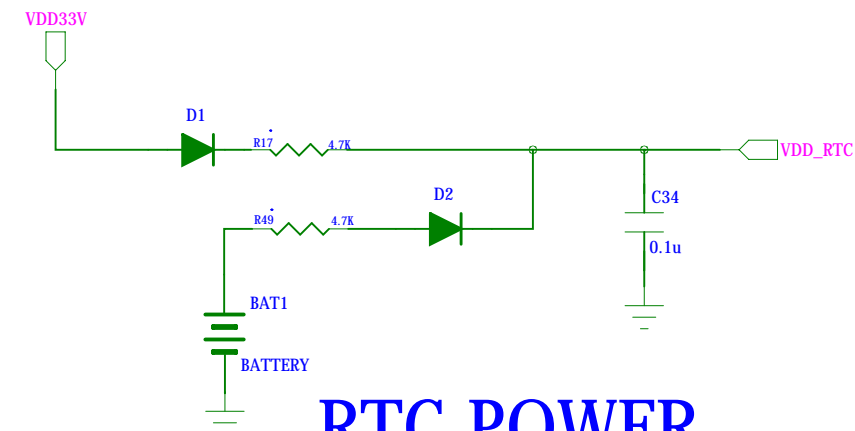 VDD33V
D1
R17 4.7K
VDD_RTC
D2
C34
R49 4.7K
0.1u
BAT1
BATTERY
RTC POWER